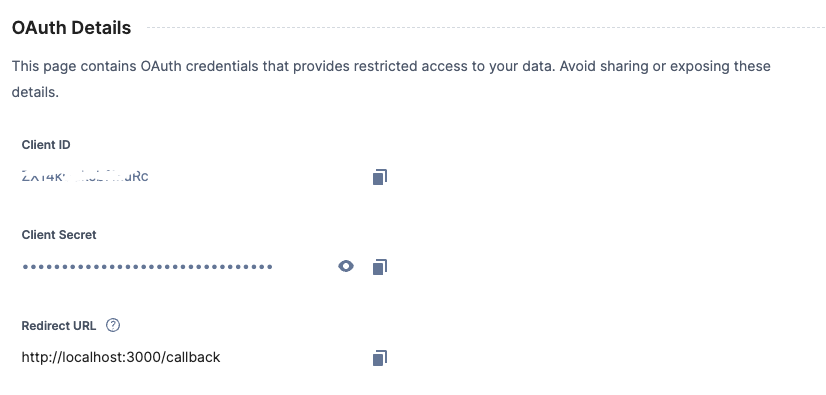 OAuth Details
This page contains OAuth credentials that provides restricted access to your data. Avoid sharing or exposing these
details.
Client ID
Client Secret
••••••••••••••••••••••••••••••••
Redirect URL ?
http://localhost:3000/callback